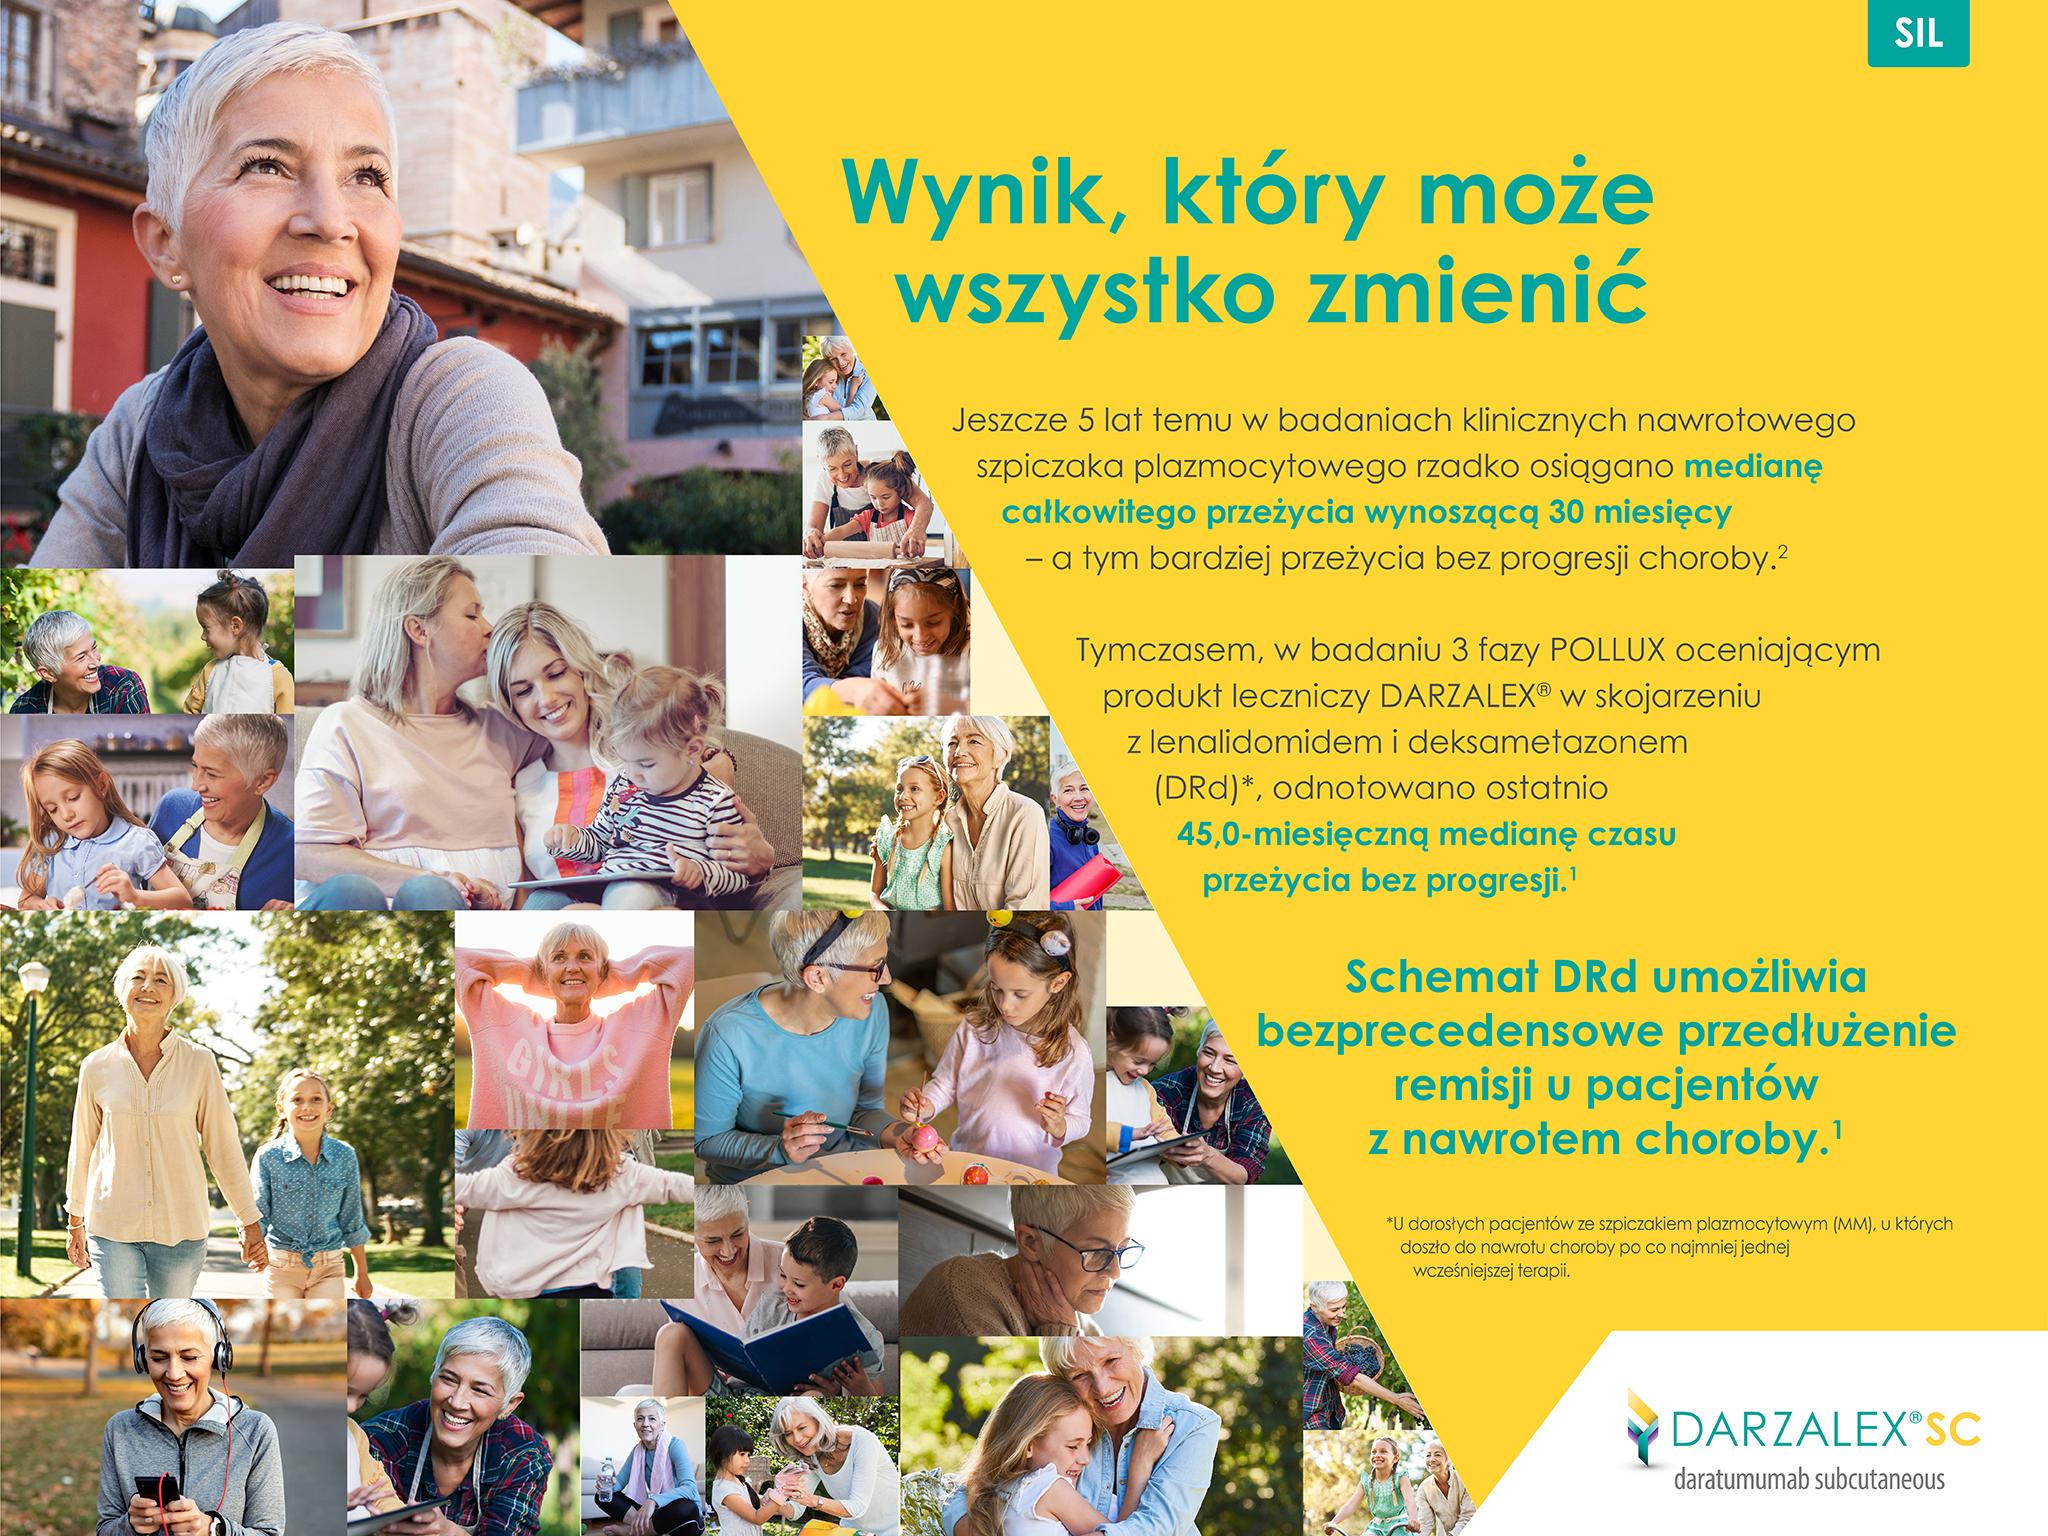 SIL
Wynik, który może
wszystko zmienić
Jeszcze 5 lat temu w badaniach klinicznych nawrotowego
szpiczaka plazmocytowego rzadko osiągano medianę
całkowitego przeżycia wynoszącą 30 miesięcy
– a tym bardziej przeżycia bez progresji choroby.²
Tymczasem, w badaniu 3 fazy POLLUX oceniającym
produkt leczniczy DARZALEX® w skojarzeniu
z lenalidomidem i deksametazonem
(DRd)*, odnotowano ostatnio
45,0-miesięczną medianę czasu
przeżycia bez progresji.¹
Schemat DRd umożliwia
bezprecedensowe przedłużenie
remisji u pacjentów
z nawrotem choroby.¹
*U dorosłych pacjentów ze szpiczakiem plazmocytowym (MM), u których
doszło do nawrotu choroby po co najmniej jednej
wcześniejszej terapii.
GIRLS
UNITE
DARZALEX® SC
daratumumab subcutaneous